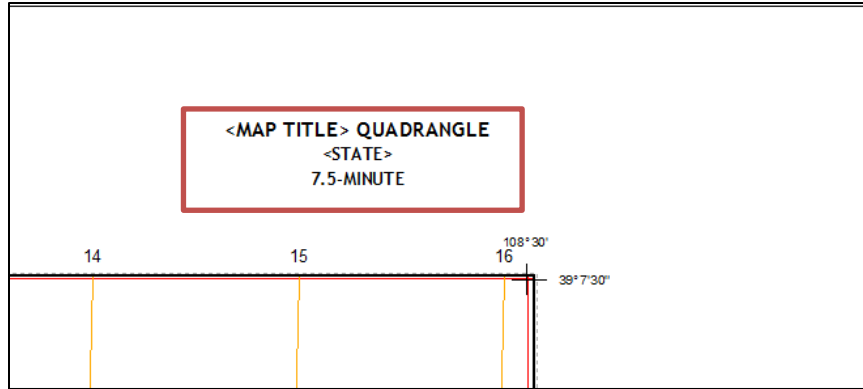 <MAP TITLE> QUADRANGLE
<STATE>
7.5-MINUTE
14
15
16
108°30'
39°7'30"